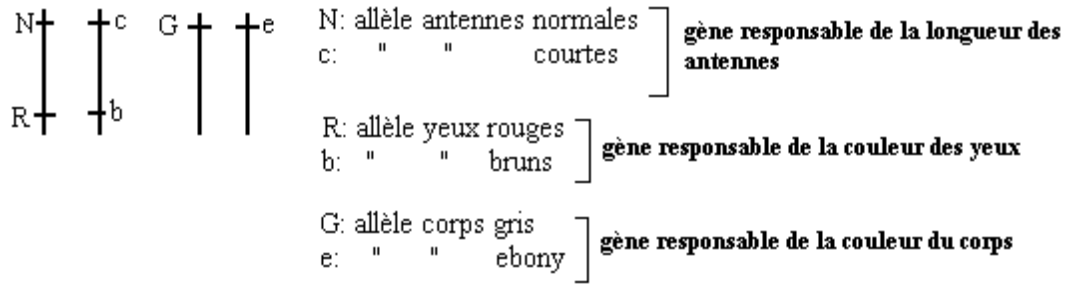 N c G e
R b
N: allèle antennes normales
c: " " courtes
gène responsable de la longueur des
antennes
R: allèle yeux rouges
b: " " bruns
gène responsable de la couleur des yeux
G: allèle corps gris
e: " " ebony
gène responsable de la couleur du corps